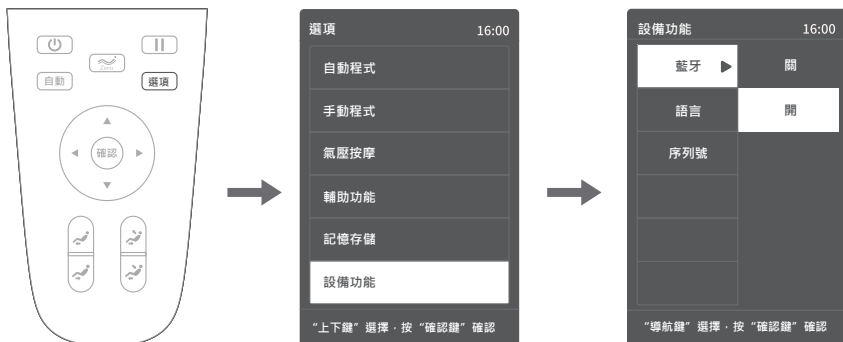 Zero
自動
選項
確認
選項 16:00
自動程式
手動程式
氣壓按摩
輔助功能
記憶存儲
設備功能
“上下鍵”選擇，按“確認鍵”確認
設備功能 16:00
藍牙 ▶ 關
語言 開
序列號
“導航鍵”選擇，按“確認鍵”確認